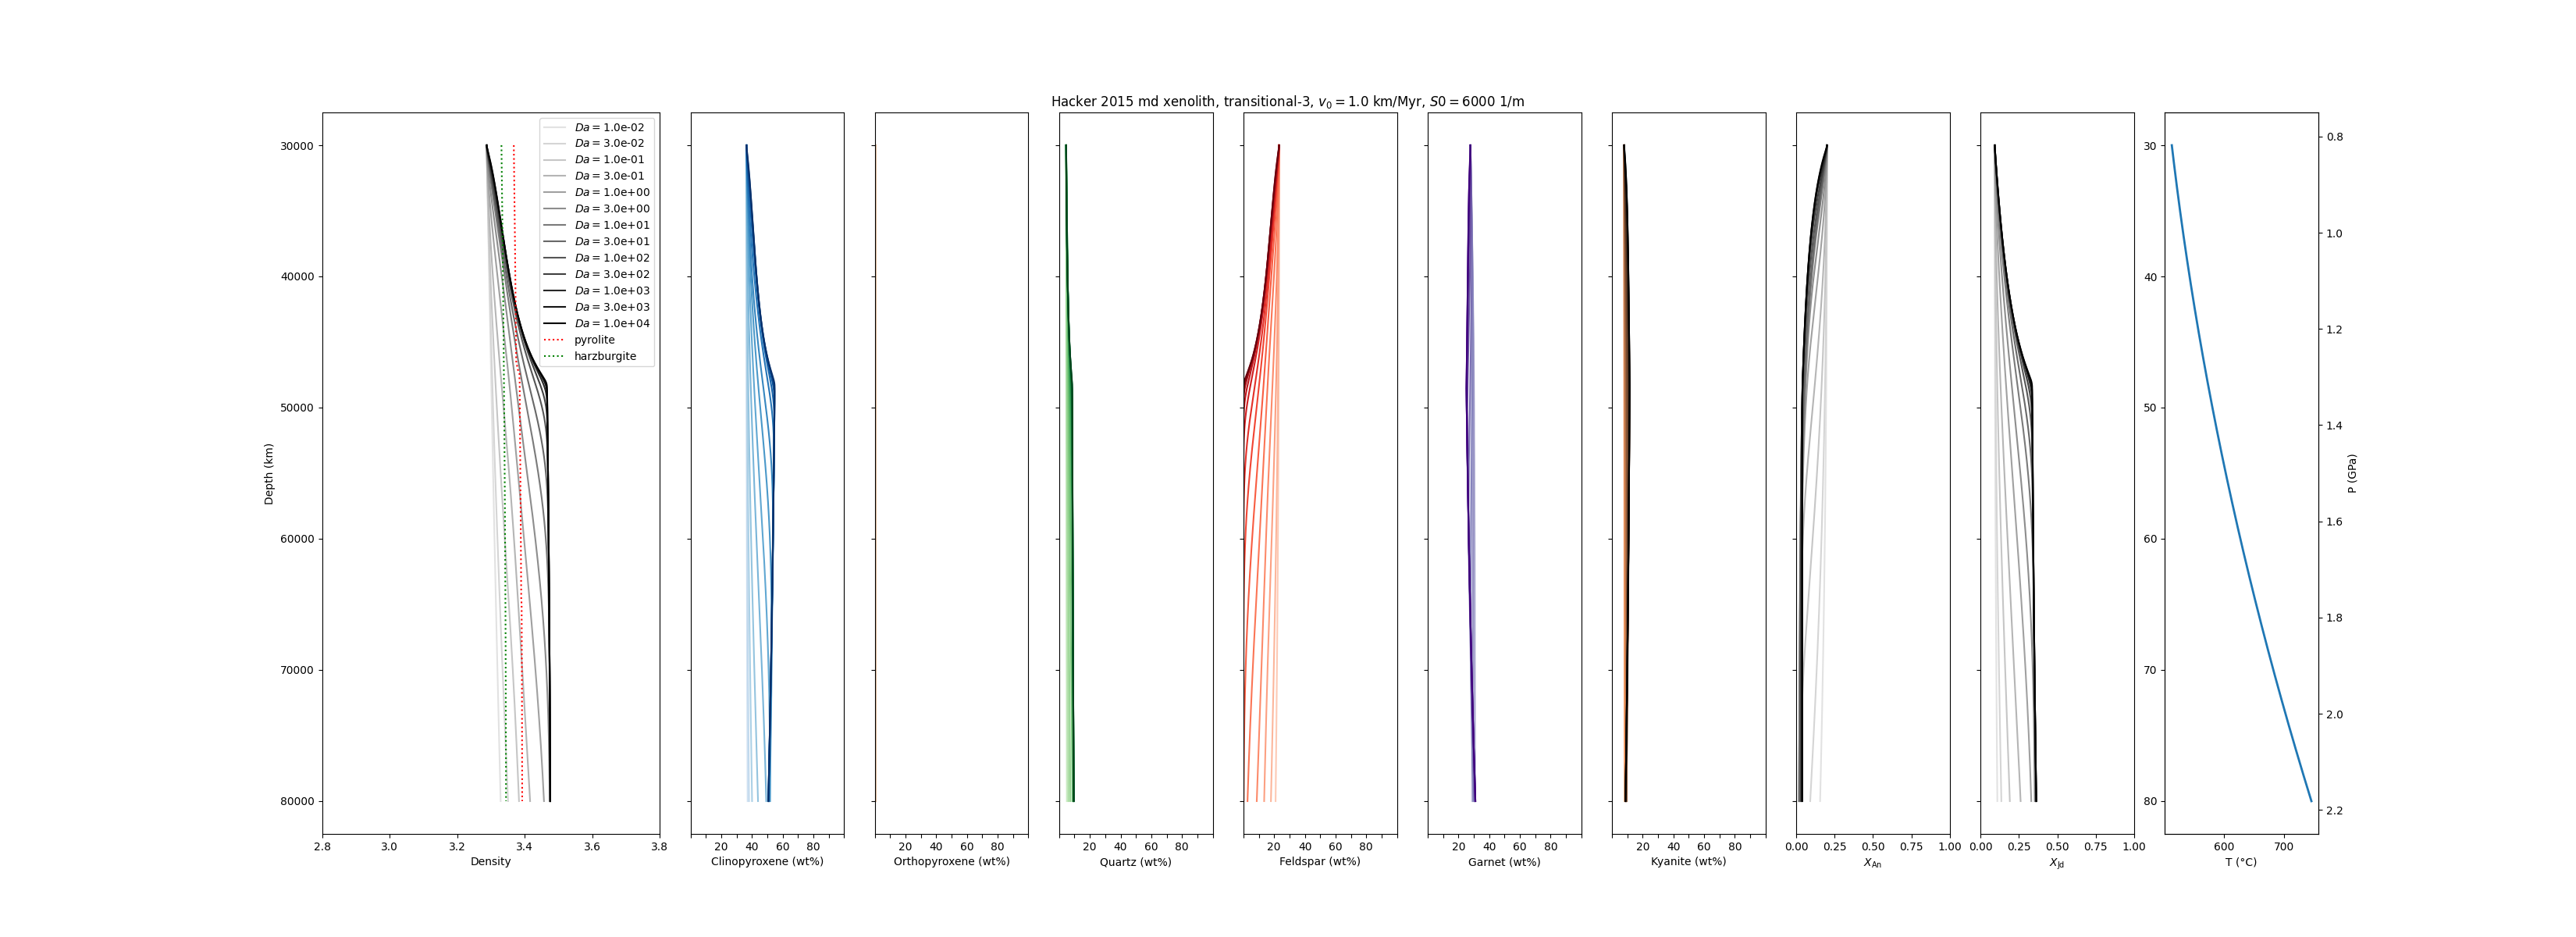 Hacker 2015 md xenolith, transitional-3, v₀ = 1.0 km/Myr, S0 = 6000 1/m
Da = 1.0e-02
Da = 3.0e-02
Da = 1.0e-01
Da = 3.0e-01
Da = 1.0e+00
Da = 3.0e+00
Da = 1.0e+01
Da = 3.0e+01
Da = 1.0e+02
Da = 3.0e+02
Da = 1.0e+03
Da = 3.0e+03
Da = 1.0e+04
pyrolite
harzburgite
30000
40000
50000
60000
70000
80000
Depth (km)
2.8 3.0 3.2 3.4 3.6 3.8
Density
20 40 60 80
Clinopyroxene (wt%)
20 40 60 80
Orthopyroxene (wt%)
20 40 60 80
Quartz (wt%)
20 40 60 80
Feldspar (wt%)
20 40 60 80
Garnet (wt%)
20 40 60 80
Kyanite (wt%)
0.00 0.25 0.50 0.75 1.00
X_An
0.00 0.25 0.50 0.75 1.00
X_Jd
30
40
50
60
70
80
600 700
T (°C)
0.8
1.0
1.2
1.4
1.6
1.8
2.0
2.2
P (GPa)